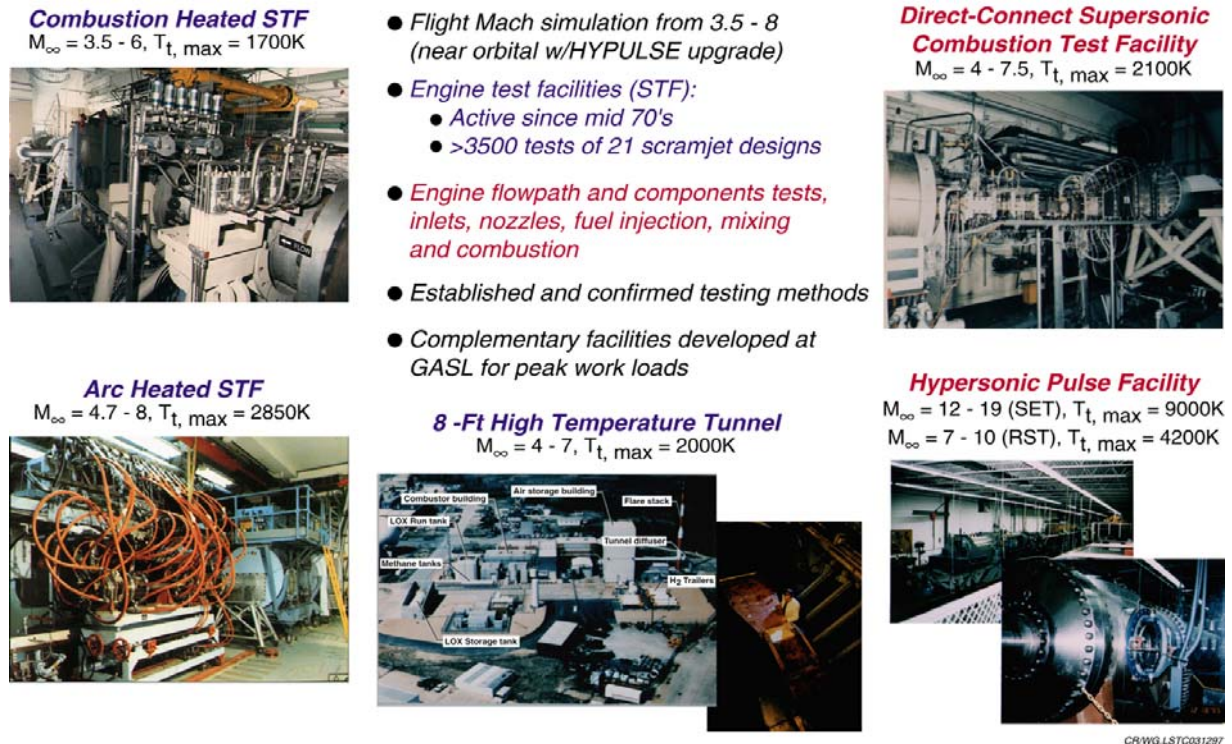 Combustion Heated STF
M∞ = 3.5 - 6, Tt, max = 1700K
● Flight Mach simulation from 3.5 - 8
(near orbital w/HYPULSE upgrade)
● Engine test facilities (STF):
● Active since mid 70's
● >3500 tests of 21 scramjet designs
● Engine flowpath and components tests,
inlets, nozzles, fuel injection, mixing
and combustion
● Established and confirmed testing methods
● Complementary facilities developed at
GASL for peak work loads
Direct-Connect Supersonic
Combustion Test Facility
M∞ = 4 - 7.5, Tt, max = 2100K
FLOW
Arc Heated STF
M∞ = 4.7 - 8, Tt, max = 2850K
8 -Ft High Temperature Tunnel
M∞ = 4 - 7, Tt, max = 2000K
Air storage building
Combustor building
Flare stack
LOX Run tank
Tunnel diffuser
Methane tanks
H2 Trailers
LOX Storage tank
Hypersonic Pulse Facility
M∞ = 12 - 19 (SET), Tt, max = 9000K
M∞ = 7 - 10 (RST), Tt, max = 4200K
CR/WG.LSTC031297